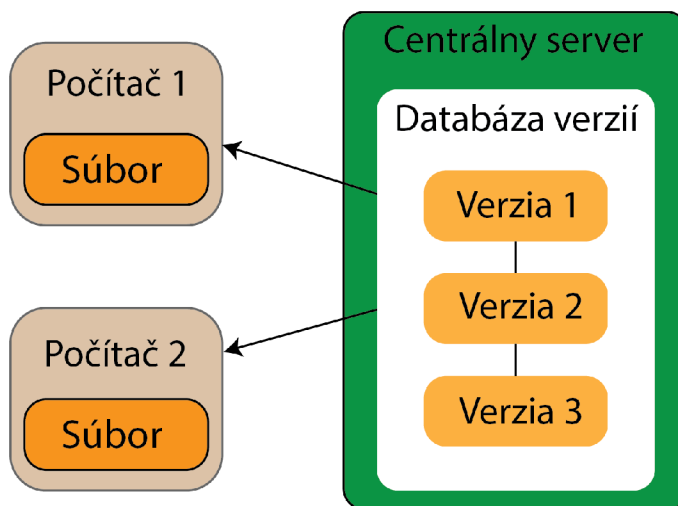 Počítač 1
Súbor
Počítač 2
Súbor
Centrálny server
Databáza verzií
Verzia 1
Verzia 2
Verzia 3